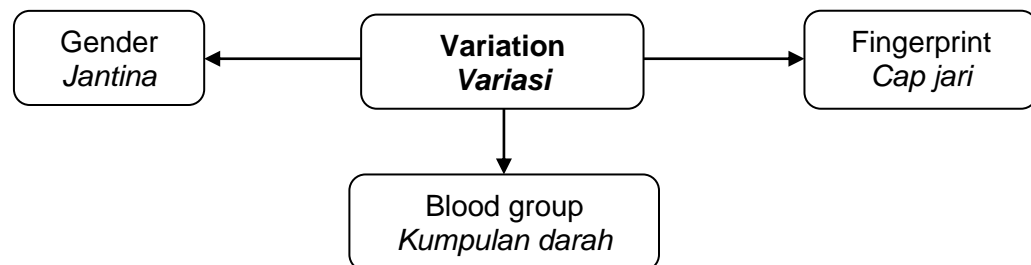 Gender
Jantina
Variation
Variasi
Fingerprint
Cap jari
Blood group
Kumpulan darah